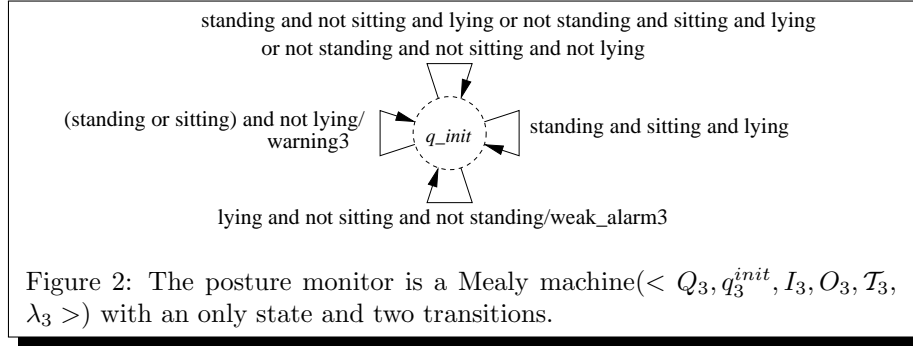 standing and not sitting and lying or not standing and sitting and lying
or not standing and not sitting and not lying
(standing or sitting) and not lying/
warning3
q_init
standing and sitting and lying
lying and not sitting and not standing/weak_alarm3
Figure 2: The posture monitor is a Mealy machine(< Q₃, q₃^{init}, I₃, O₃, 𝒯₃,
λ₃ >) with an only state and two transitions.